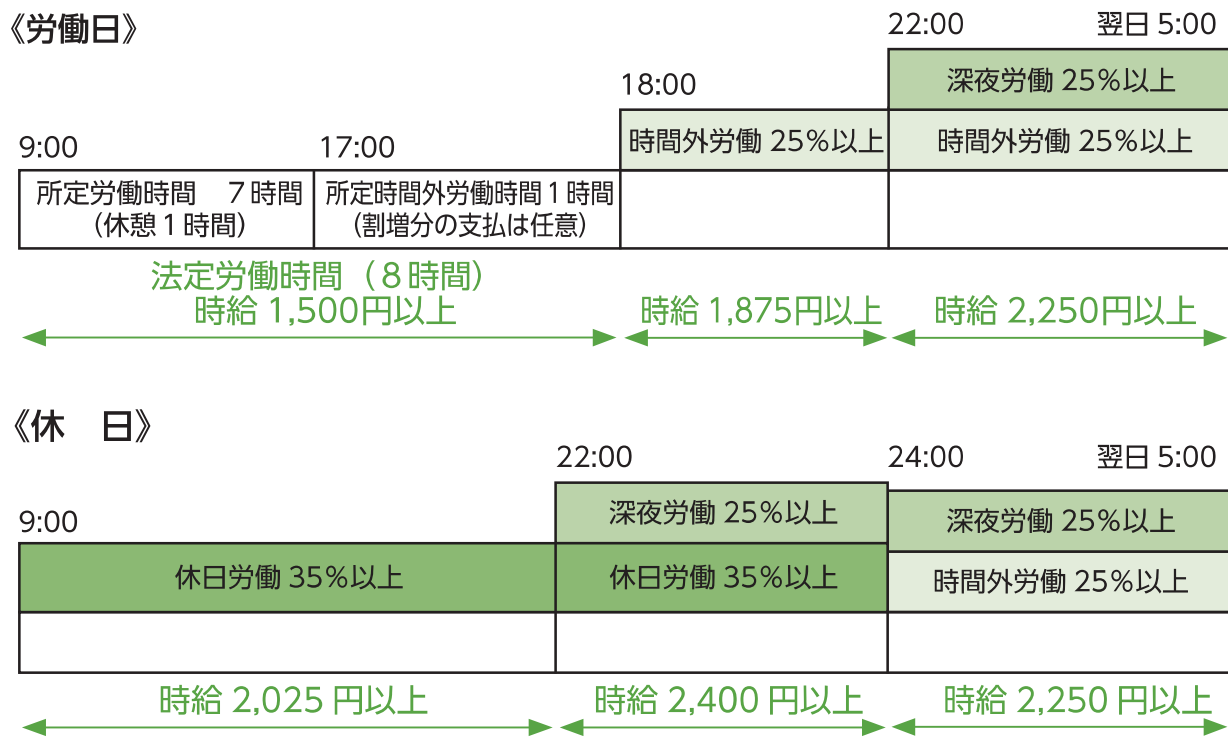 《労働日》
22:00 翌日 5:00
深夜労働 25%以上
18:00
時間外労働 25%以上 時間外労働 25%以上
9:00 17:00
所定労働時間　7 時間 所定時間外労働時間 1 時間
(休憩 1 時間) (割増分の支払は任意)
法定労働時間（8 時間）
時給 1,500円以上 時給 1,875円以上 時給 2,250円以上
《休　日》
22:00 24:00 翌日 5:00
深夜労働 25%以上 深夜労働 25%以上
9:00
休日労働 35%以上 休日労働 35%以上 時間外労働 25%以上
時給 2,025 円以上 時給 2,400 円以上 時給 2,250 円以上